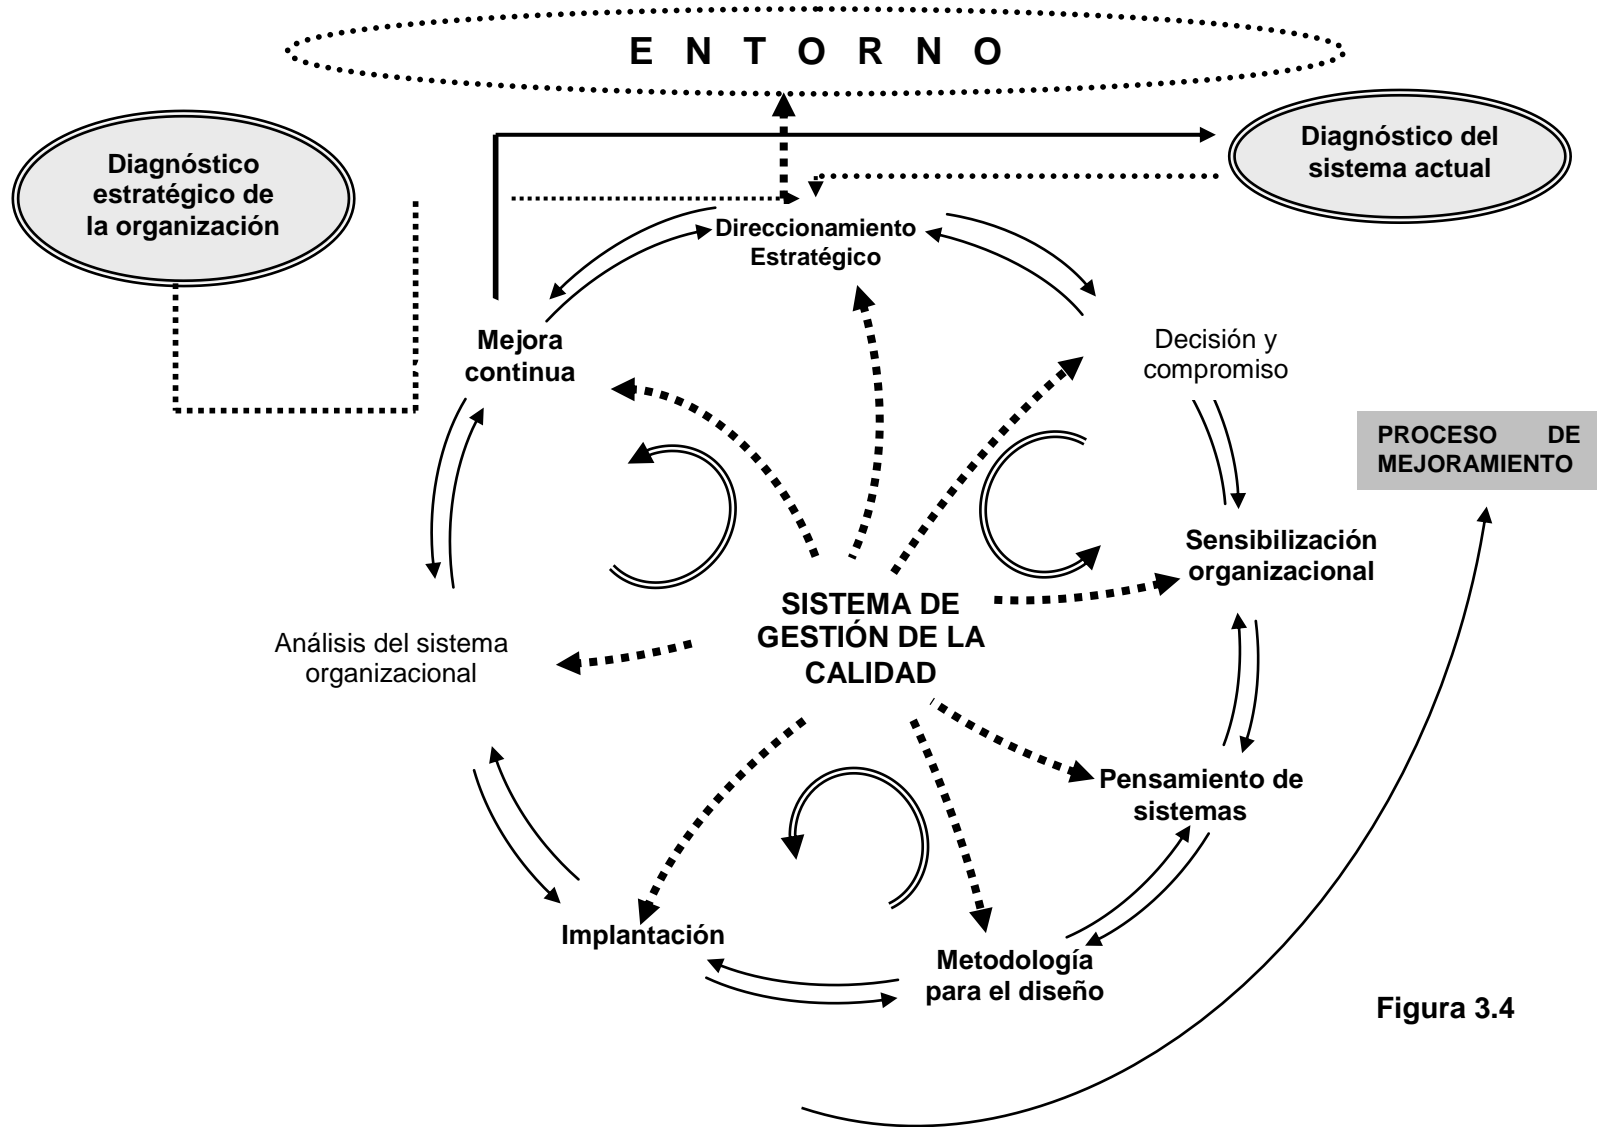 E N T O R N O
Diagnóstico del
sistema actual
Diagnóstico
estratégico de
la organización
Direccionamiento
Estratégico
Mejora
continua
Decisión y
compromiso
PROCESO DE
MEJORAMIENTO
Sensibilización
organizacional
SISTEMA DE
GESTIÓN DE LA
CALIDAD
Análisis del sistema
organizacional
Pensamiento de
sistemas
Implantación
Metodología
para el diseño
Figura 3.4